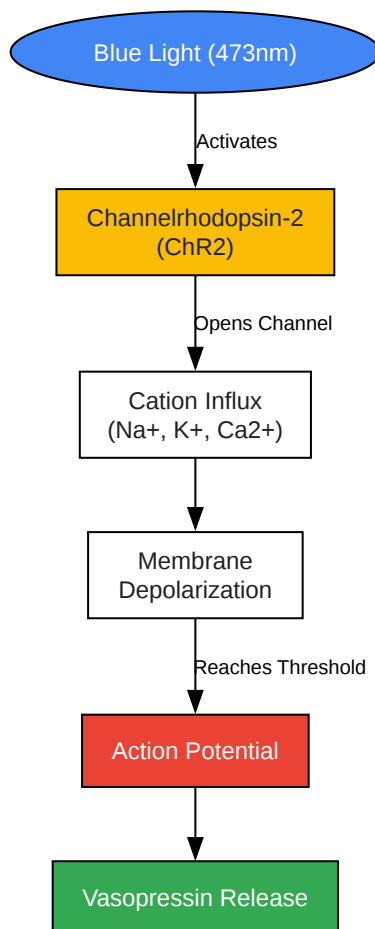 Blue Light (473nm)
Activates
Channelrhodopsin-2
(ChR2)
Opens Channel
Cation Influx
(Na+, K+, Ca2+)
Membrane
Depolarization
Reaches Threshold
Action Potential
Vasopressin Release